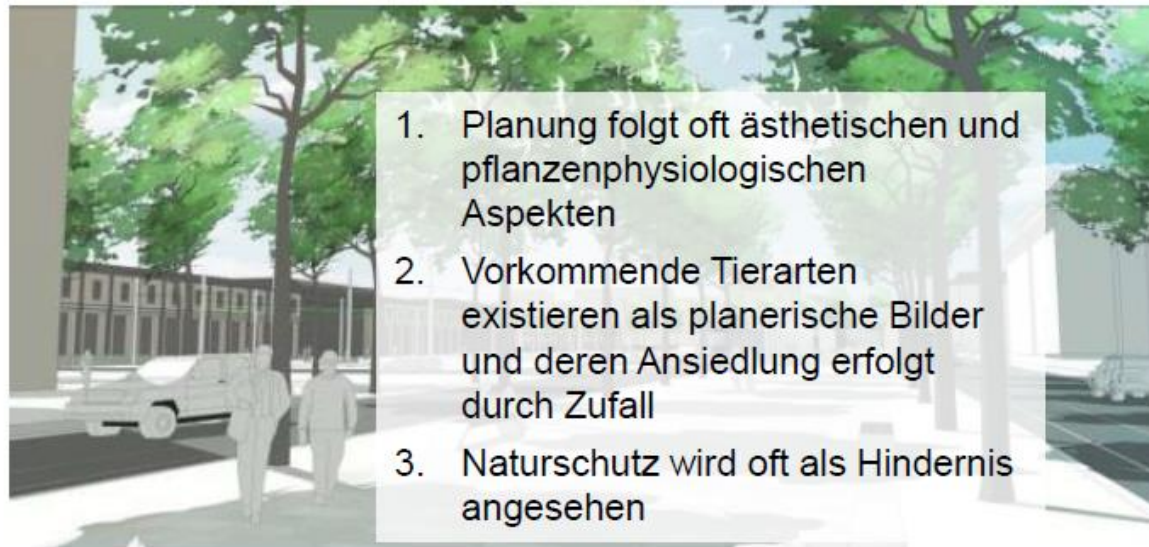 1. Planung folgt oft ästhetischen und
pflanzenphysiologischen
Aspekten
2. Vorkommende Tierarten
existieren als planerische Bilder
und deren Ansiedlung erfolgt
durch Zufall
3. Naturschutz wird oft als Hindernis
angesehen